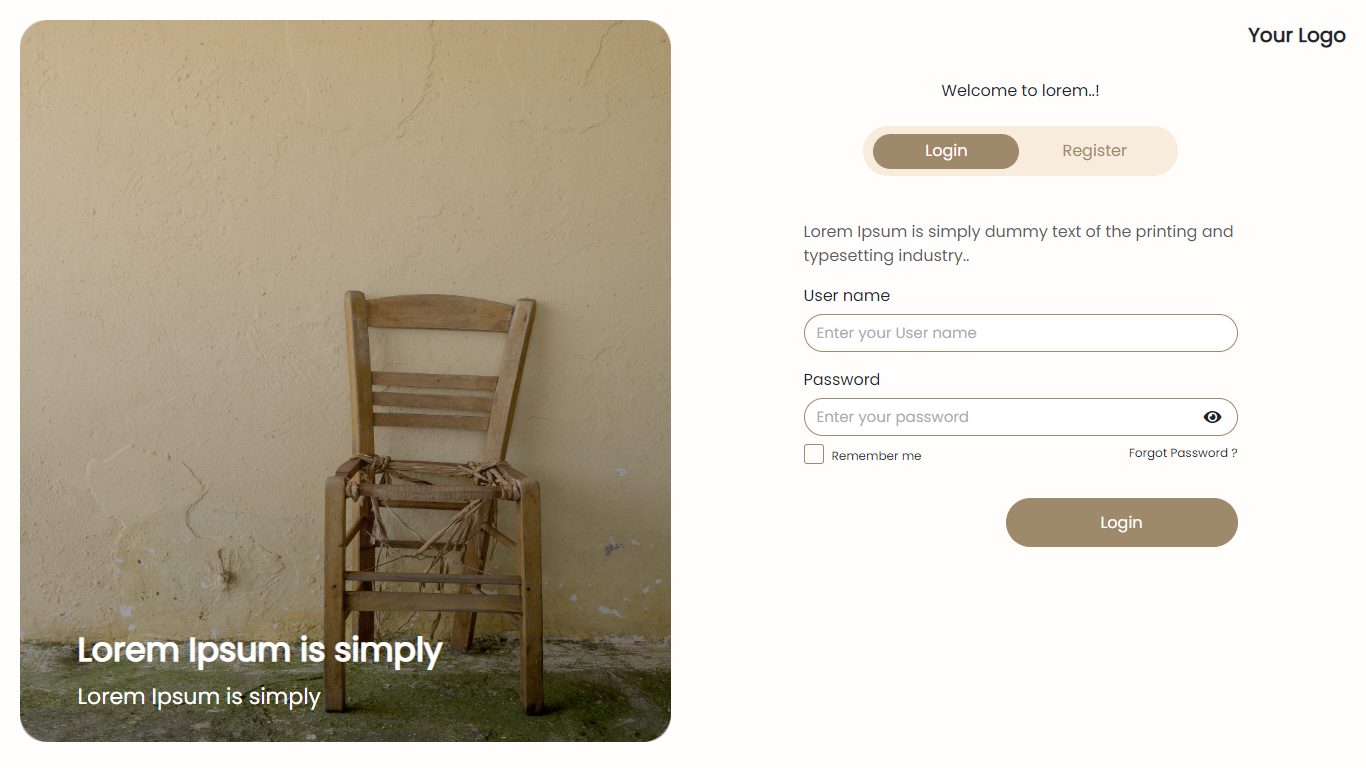 Your Logo
Welcome to lorem..!
Login
Register
Lorem Ipsum is simply dummy text of the printing and
typesetting industry..
User name
Enter your User name
Password
Enter your password
Remember me
Forgot Password ?
Login
Lorem Ipsum is simply
Lorem Ipsum is simply